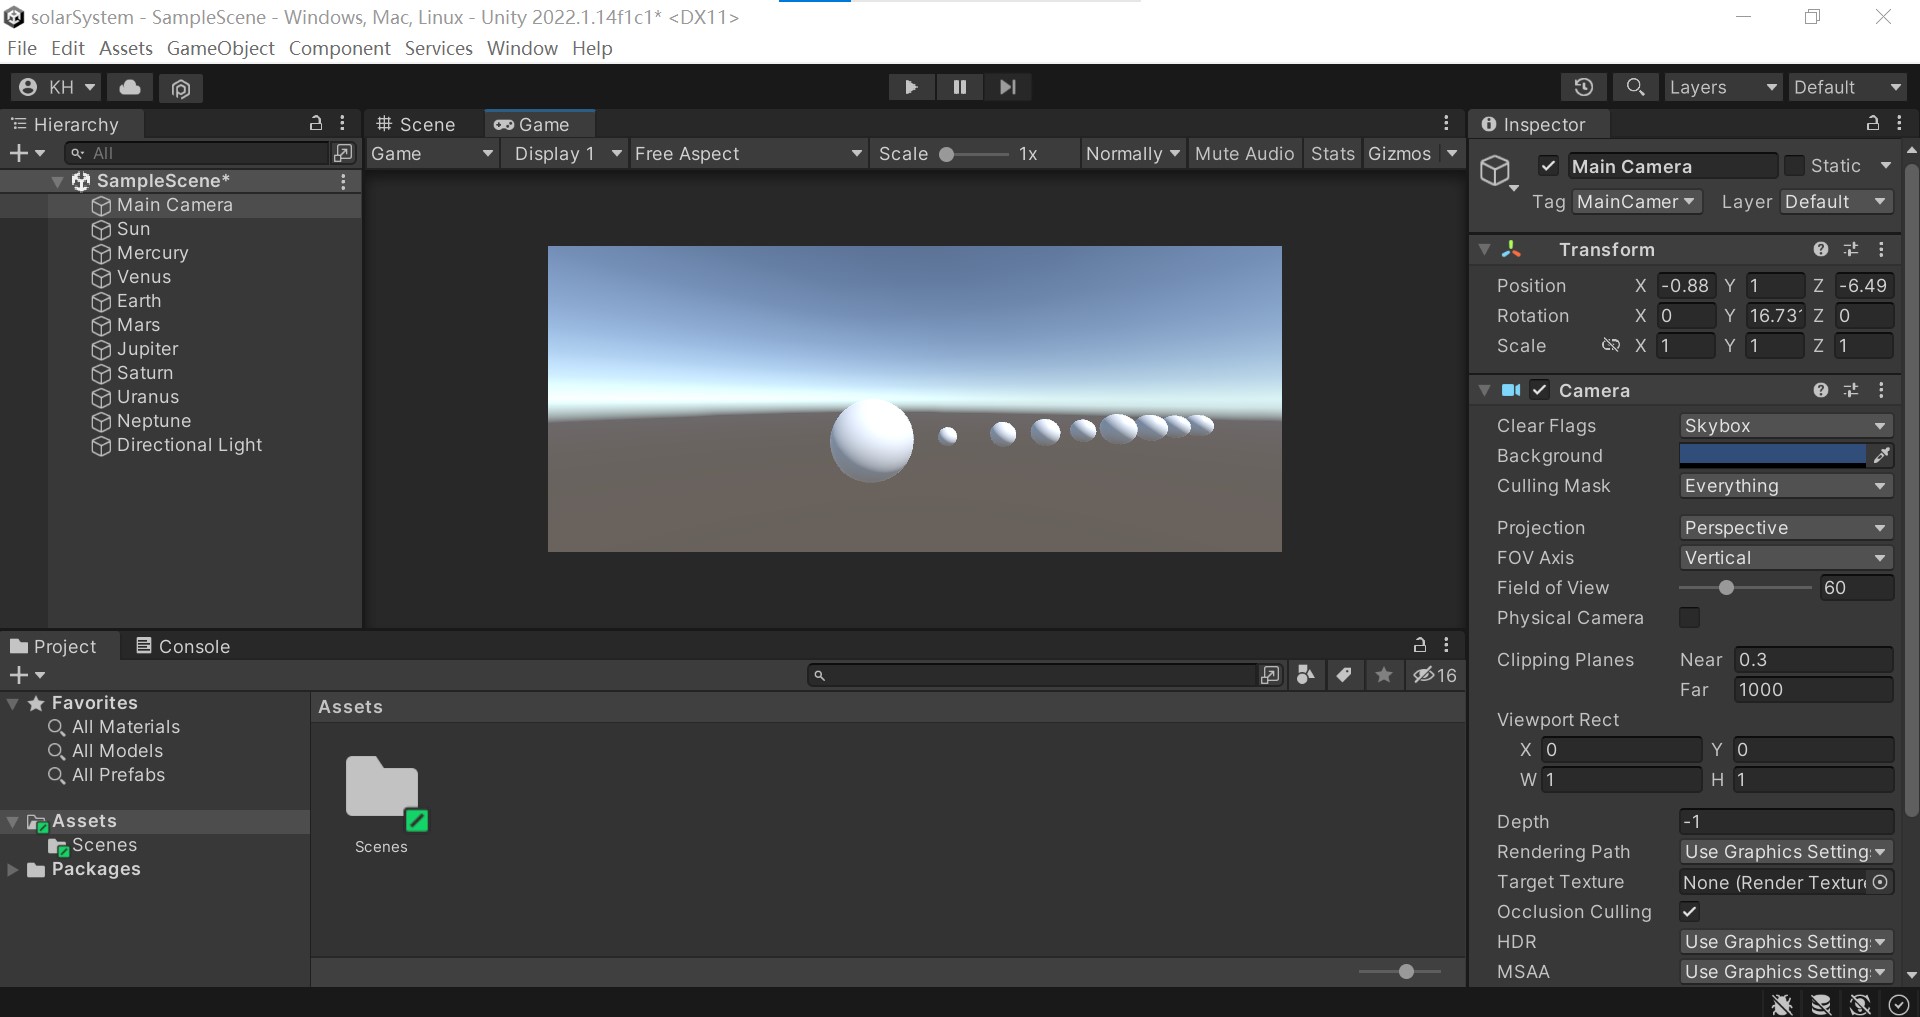 solarSystem - SampleScene - Windows, Mac, Linux - Unity 2022.1.14f1c1* <DX11>
File Edit Assets GameObject Component Services Window Help
KH Layers Default
Hierarchy
All
SampleScene*
Main Camera
Sun
Mercury
Venus
Earth
Mars
Jupiter
Saturn
Uranus
Neptune
Directional Light
Scene Game
Game Display 1 Free Aspect Scale 1x Normally Mute Audio Stats Gizmos
Inspector
Main Camera Static
Tag MainCamer Layer Default
Transform
Position X -0.88 Y 1 Z -6.49
Rotation X 0 Y 16.73 Z 0
Scale X 1 Y 1 Z 1
Camera
Clear Flags Skybox
Background
Culling Mask Everything
Projection Perspective
FOV Axis Vertical
Field of View 60
Physical Camera
Clipping Planes Near 0.3
Far 1000
Viewport Rect
X 0 Y 0
W 1 H 1
Depth -1
Rendering Path Use Graphics Setting
Target Texture None (Render Textur
Occlusion Culling
HDR Use Graphics Setting
MSAA Use Graphics Setting
Project Console
16
Favorites
All Materials
All Models
All Prefabs
Assets
Scenes
Packages
Assets
Scenes